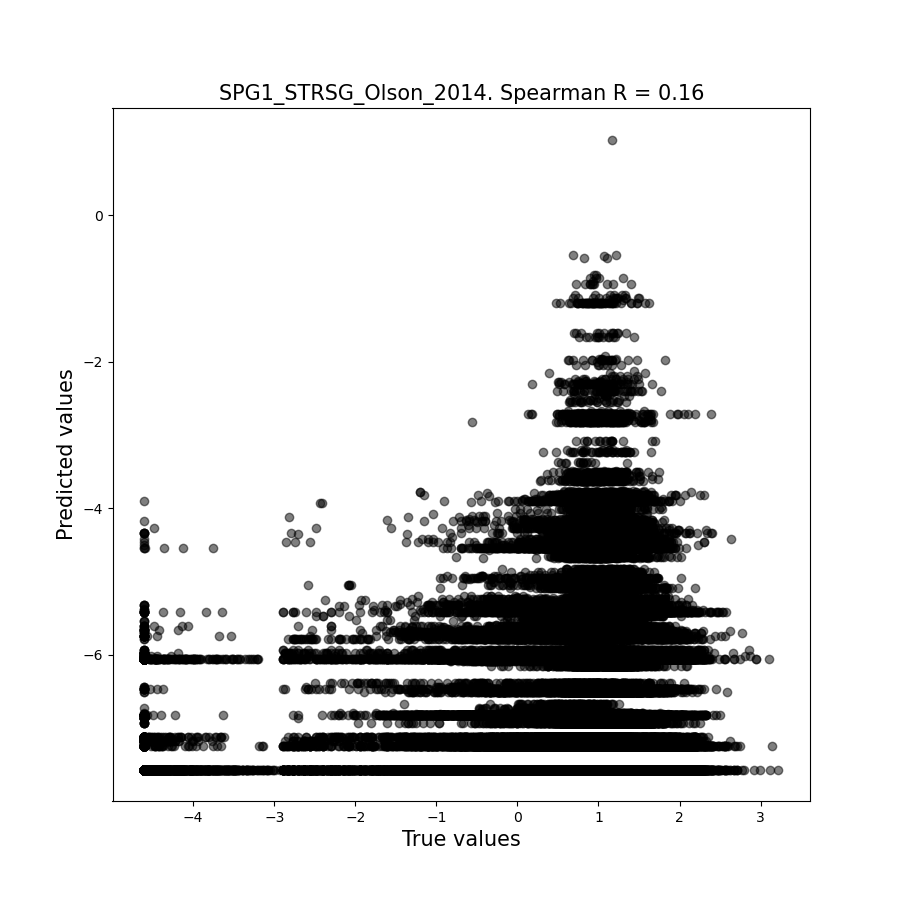 SPG1_STRSG_Olson_2014. Spearman R = 0.16
0
−2
−4
−6
Predicted values
−4 −3 −2 −1 0 1 2 3
True values